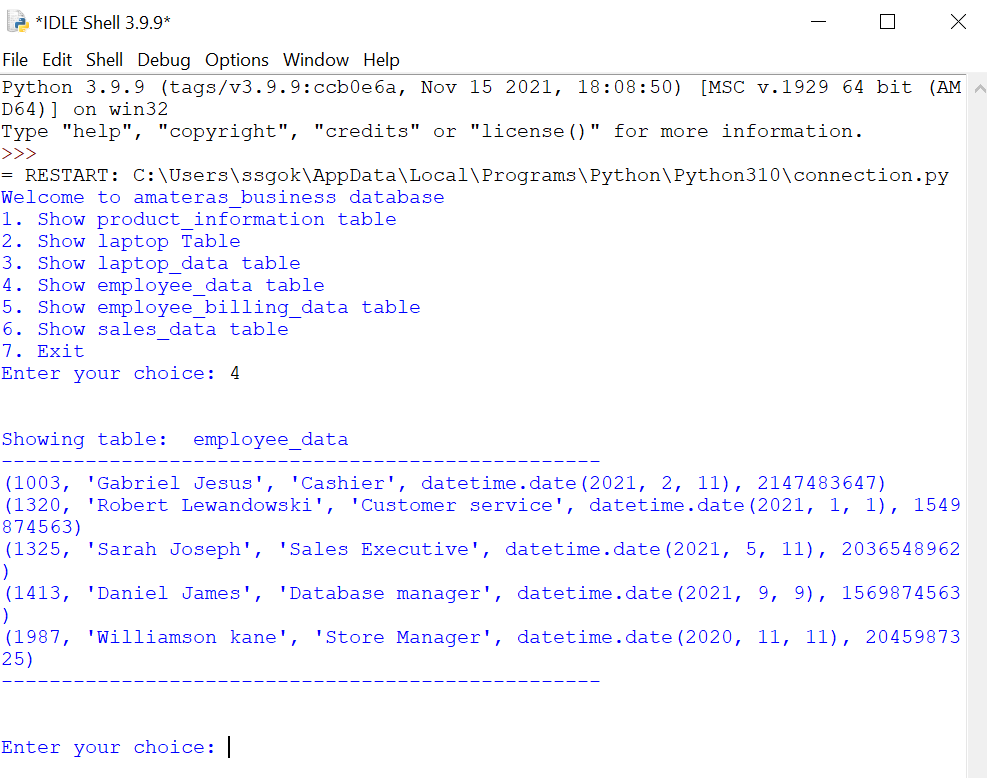 *IDLE Shell 3.9.9*
File Edit Shell Debug Options Window Help
Python 3.9.9 (tags/v3.9.9:ccb0e6a, Nov 15 2021, 18:08:50) [MSC v.1929 64 bit (AM
D64)] on win32
Type "help", "copyright", "credits" or "license()" for more information.
>>>
= RESTART: C:\Users\ssgok\AppData\Local\Programs\Python\Python310\connection.py
Welcome to amateras_business database
1. Show product_information table
2. Show laptop Table
3. Show laptop_data table
4. Show employee_data table
5. Show employee_billing_data table
6. Show sales_data table
7. Exit
Enter your choice: 4
Showing table:  employee_data
--------------------------------------------------
(1003, 'Gabriel Jesus', 'Cashier', datetime.date(2021, 2, 11), 2147483647)
(1320, 'Robert Lewandowski', 'Customer service', datetime.date(2021, 1, 1), 1549
874563)
(1325, 'Sarah Joseph', 'Sales Executive', datetime.date(2021, 5, 11), 2036548962
)
(1413, 'Daniel James', 'Database manager', datetime.date(2021, 9, 9), 1569874563
)
(1987, 'Williamson kane', 'Store Manager', datetime.date(2020, 11, 11), 20459873
25)
--------------------------------------------------
Enter your choice: